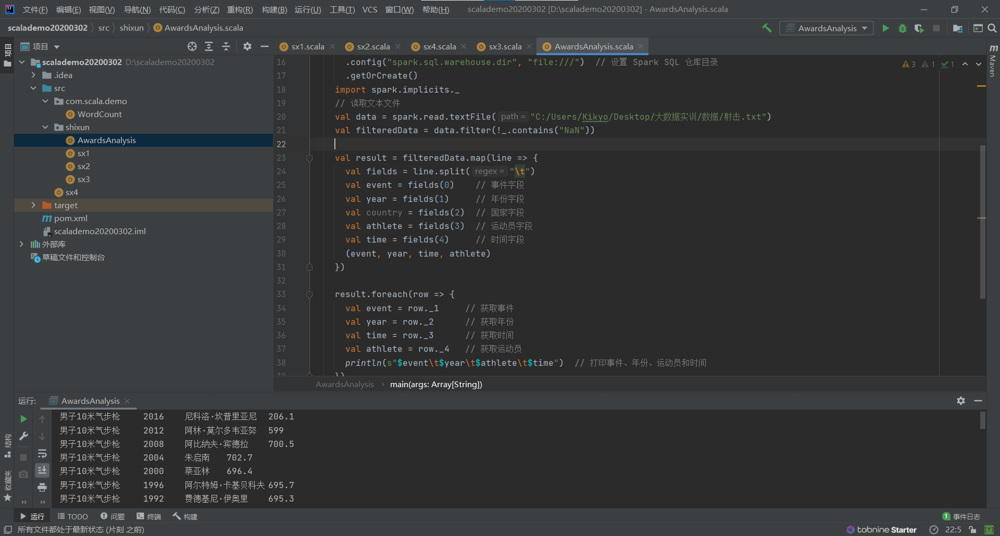 文件(F) 编辑(E) 视图(V) 导航(N) 代码(C) 分析(Z) 重构(R) 构建(B) 运行(U) 工具(T) VCS 窗口(W) 帮助(H) scalademo20200302 [D:\scalademo20200302] - AwardsAnalysis.scala
scalademo20200302 src shixun AwardsAnalysis.scala AwardsAnalysis
项目 sx1.scala sx2.scala sx4.scala sx3.scala AwardsAnalysis.scala
项目
Maven
scalademo20200302 D:\scalademo20200302
.idea
src
com.scala.demo
WordCount
shixun
AwardsAnalysis
sx1
sx2
sx3
sx4
target
pom.xml
scalademo20200302.iml
外部库
草稿文件和控制台
3 1 1
16 .config("spark.sql.warehouse.dir", "file:///") // 设置 Spark SQL 仓库目录
17 .getOrCreate()
18 import spark.implicits._
19 // 读取文本文件
20 val data = spark.read.textFile( path = "C:/Users/Kikyo/Desktop/大数据实训/数据/射击.txt")
21 val filteredData = data.filter(!_.contains("NaN"))
22
23 val result = filteredData.map(line => {
24 val fields = line.split( regex = "\t")
25 val event = fields(0) // 事件字段
26 val year = fields(1) // 年份字段
27 val country = fields(2) // 国家字段
28 val athlete = fields(3) // 运动员字段
29 val time = fields(4) // 时间字段
30 (event, year, time, athlete)
31 })
32
33 result.foreach(row => {
34 val event = row._1 // 获取事件
35 val year = row._2 // 获取年份
36 val time = row._3 // 获取时间
37 val athlete = row._4 // 获取运动员
38 println(s"$event\t$year\t$athlete\t$time") // 打印事件、年份、运动员和时间
39 })
AwardsAnalysis › main(args: Array[String])
运行: AwardsAnalysis
男子10米气步枪 2016 尼科洛·坎普里亚尼 206.1
男子10米气步枪 2012 阿林·莫尔多韦亚努 599
男子10米气步枪 2008 阿比纳夫·宾德拉 700.5
男子10米气步枪 2004 朱启南 702.7
男子10米气步枪 2000 蔡亚林 696.4
男子10米气步枪 1996 阿尔特姆·卡基贝科夫 695.7
男子10米气步枪 1992 费德基尼·伊奥里 695.3
结构
收藏夹
运行 TODO 问题 终端 构建 1 事件日志
所有文件都处于最新状态 (片刻 之前) tabnine Starter 22:5 [T]